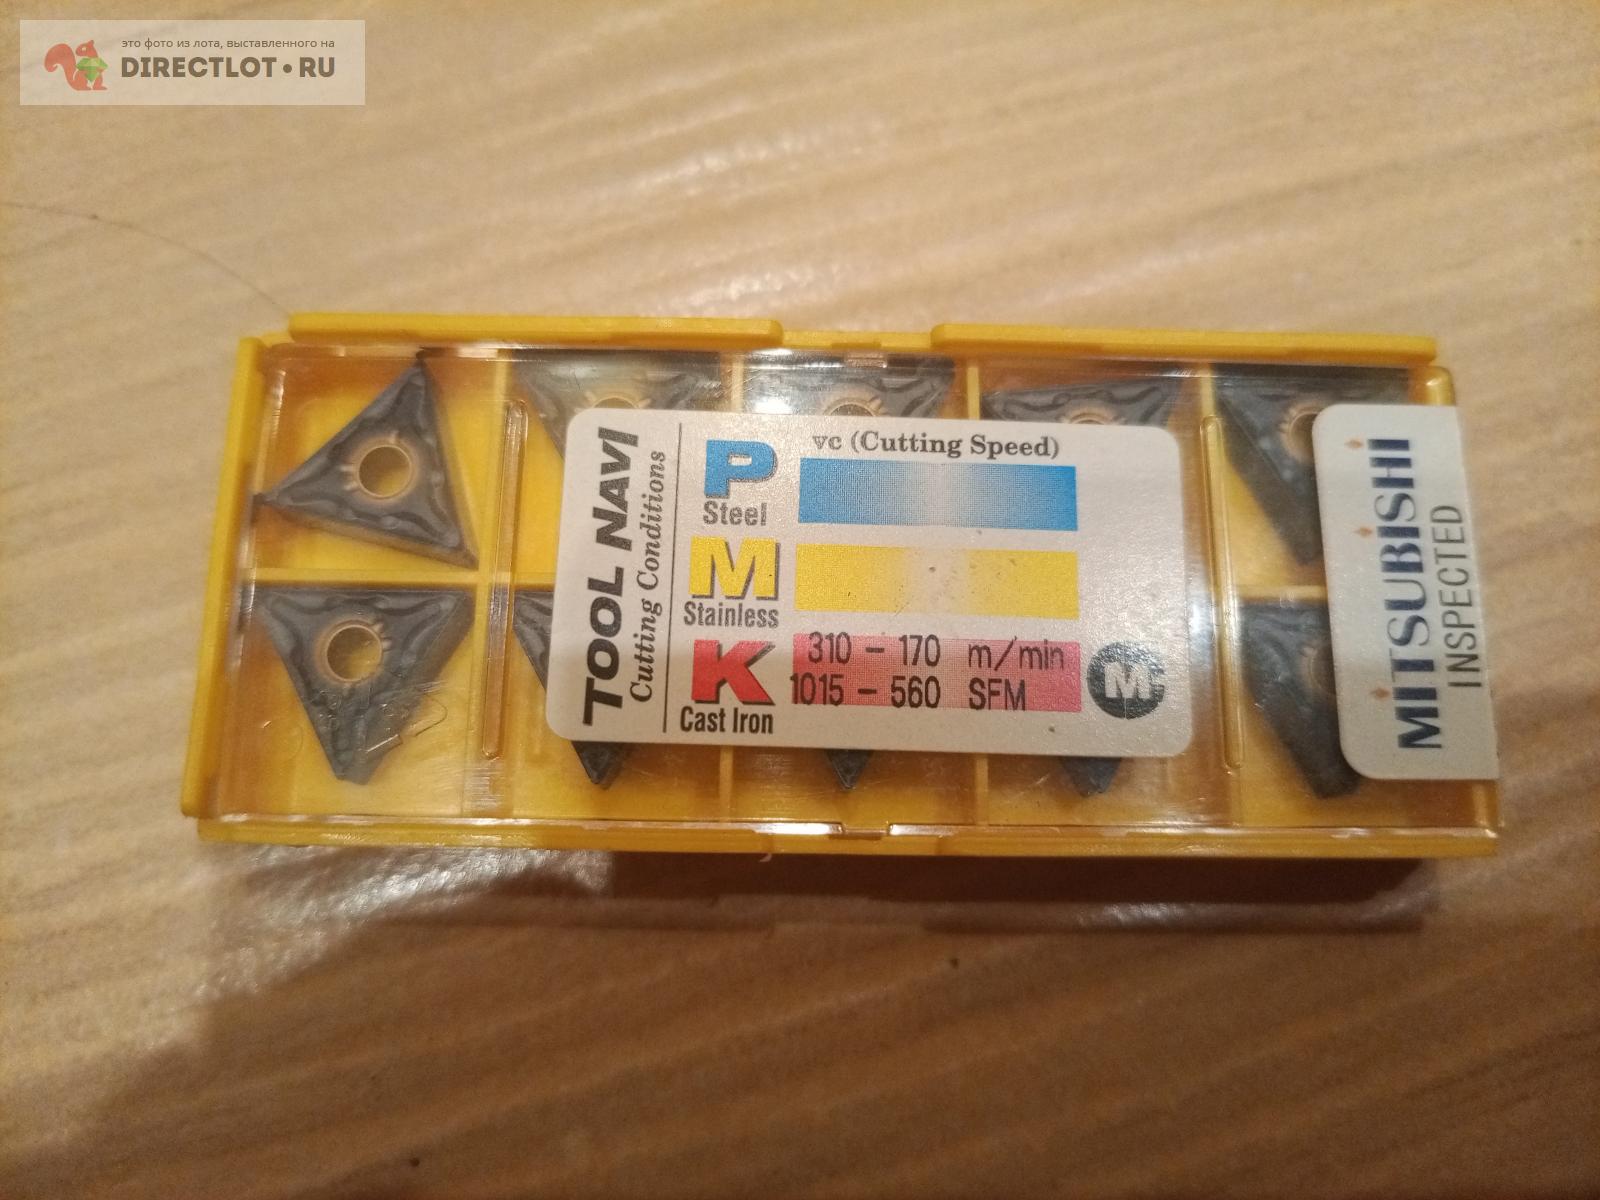 это фото из лота, выставленного на
DIRECTLOT•RU
TOOL NAVI
Cutting Conditions
vc (Cutting Speed)
P
Steel
M
Stainless
K
Cast Iron
310 - 170 m/min
1015 - 560 SFM
M
MITSUBISHI
INSPECTED